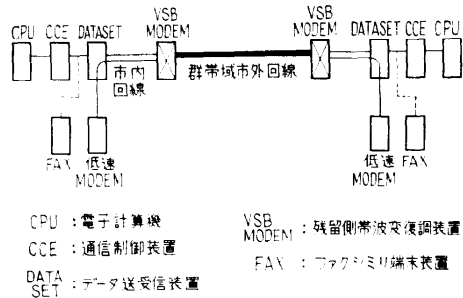 VSB MODEM
VSB MODEM
CPU CCE DATASET
DATASET CCE CPU
市内回線
群帯域市外回線
FAX
低速MODEM
低速MODEM
FAX
CPU : 電子計算機
CCE : 通信制御装置
DATA SET : データ送受信装置
VSB MODEM : 残留側帯波変復調装置
FAX : ファクシミリ端末装置